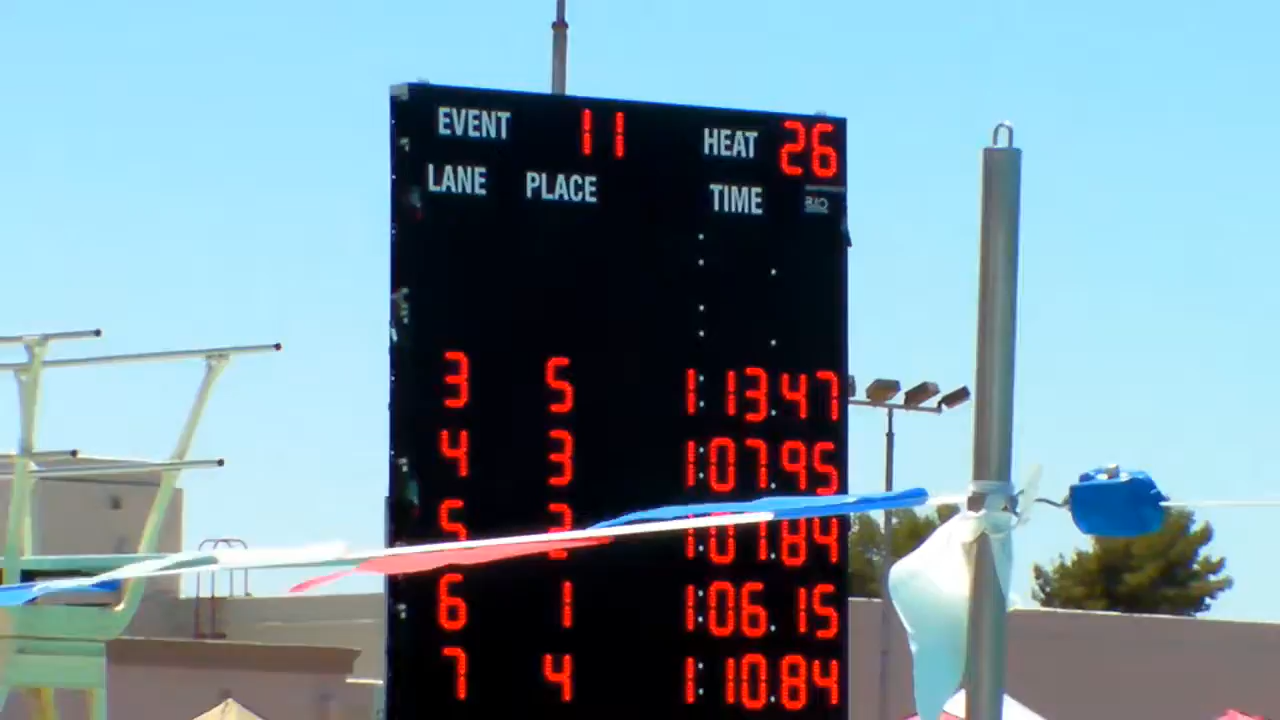 EVENT 11 HEAT 26
LANE PLACE TIME
3 5 1:13.47
4 3 1:07.95
5 2 1:07.84
6 1 1:06.15
7 4 1:10.84